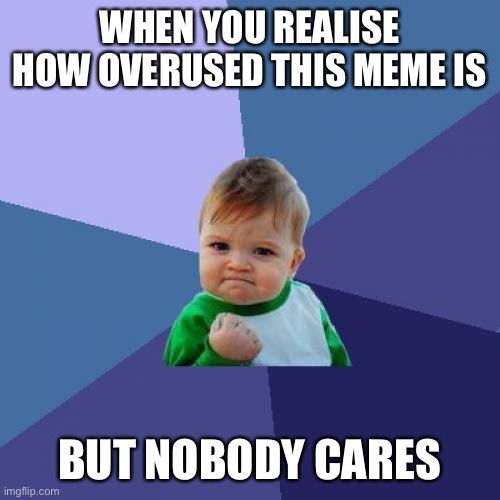 WHEN YOU REALISE
HOW OVERUSED THIS MEME IS
BUT NOBODY CARES
imgflip.com